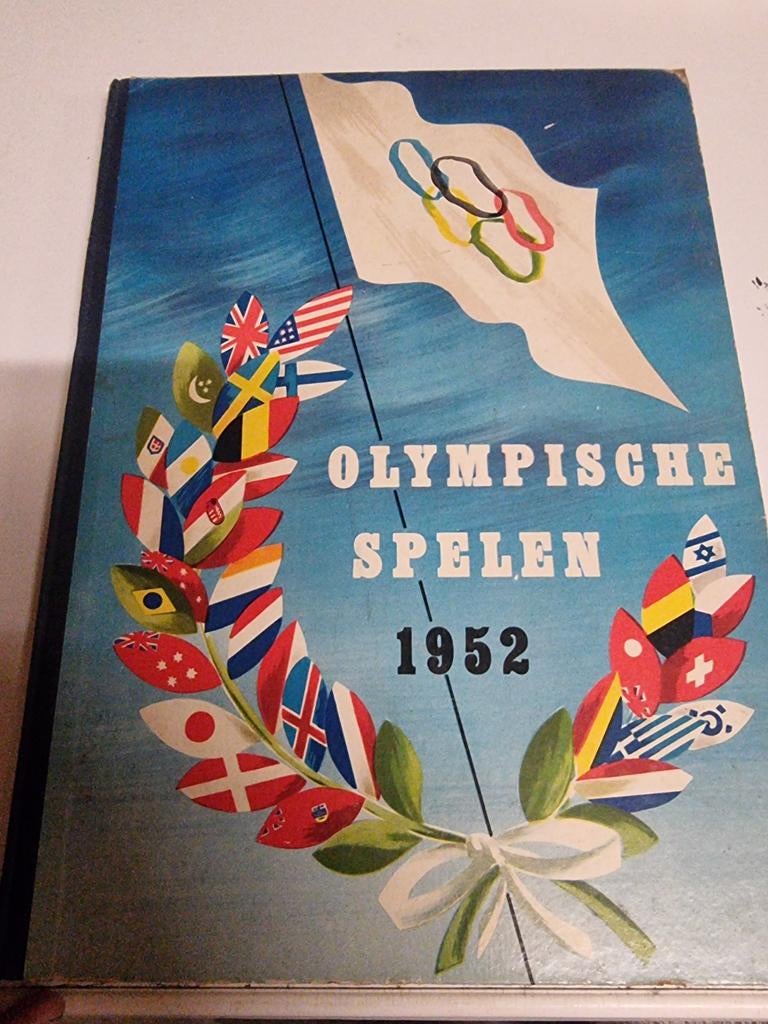 OLYMPISCHE
SPELEN
1952